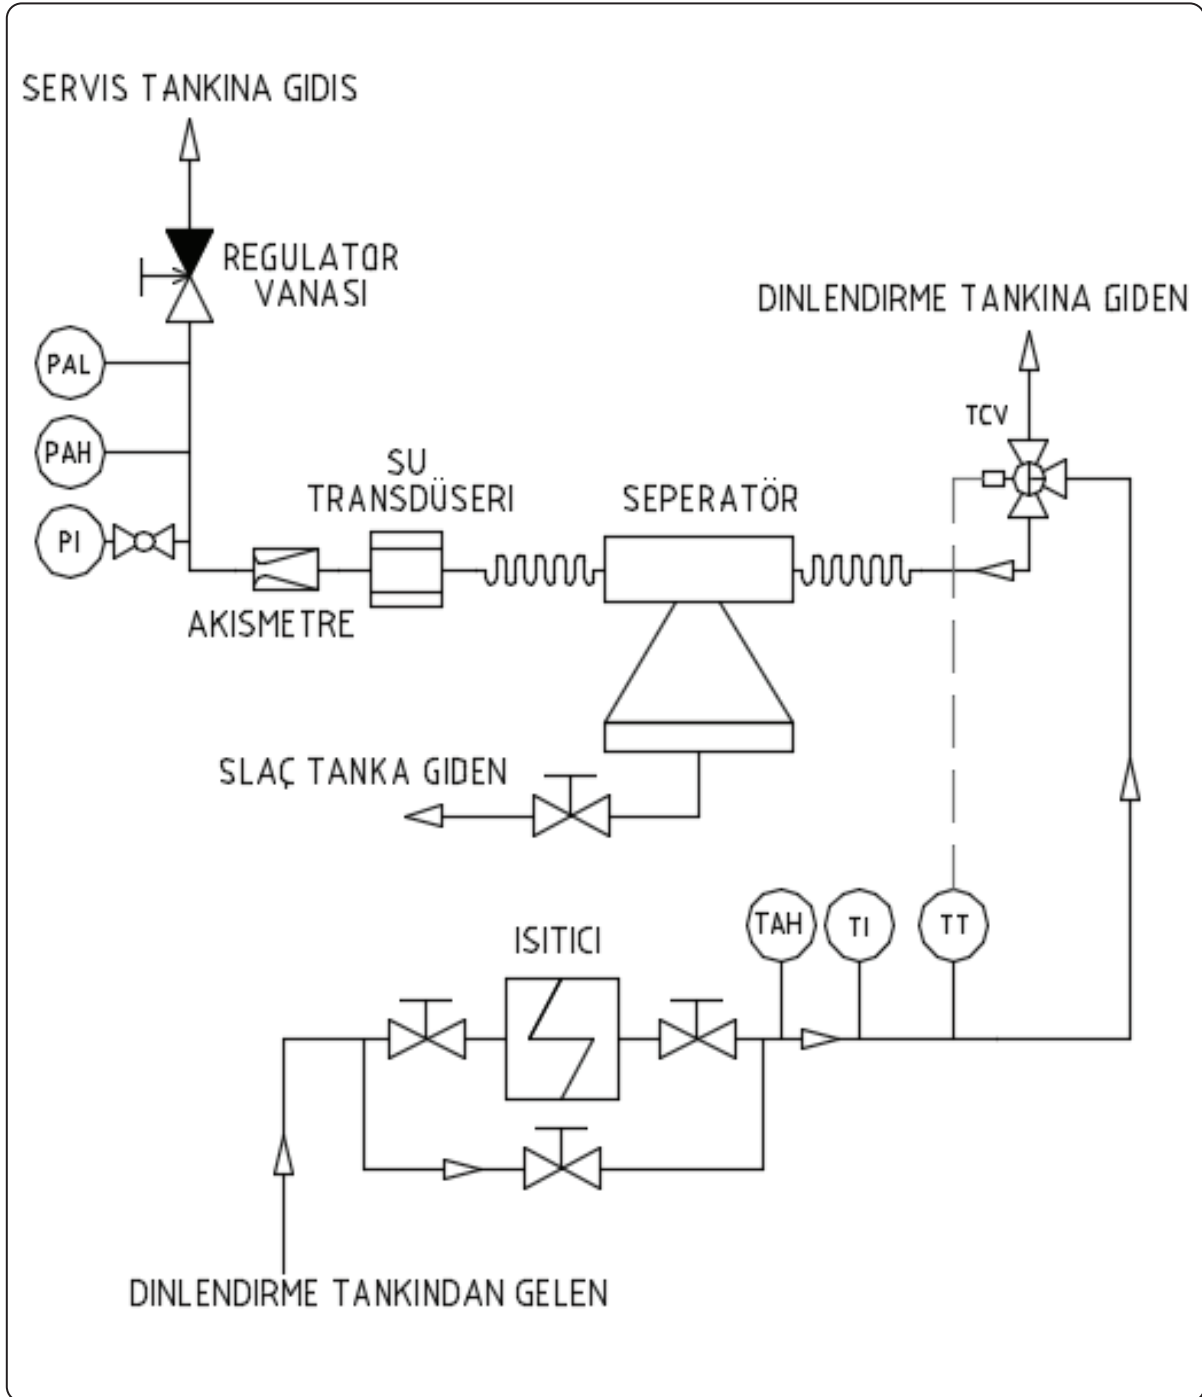 SERVIS TANKINA GIDIS
REGULATOR
VANASI
DINLENDIRME TANKINA GIDEN
PAL
TCV
PAH
SU
TRANSDÜSERI
SEPERATÖR
PI
AKISMETRE
SLAÇ TANKA GIDEN
TAH
TI
TT
ISITICI
DINLENDIRME TANKINDAN GELEN